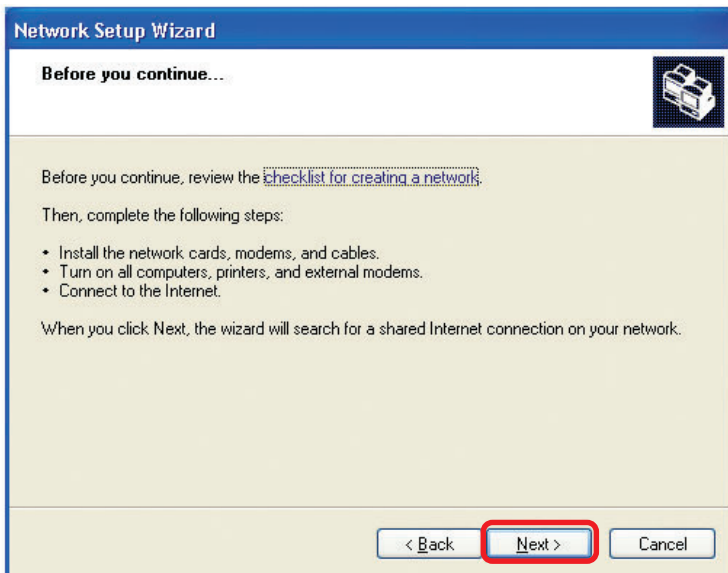 Network Setup Wizard
Before you continue...
Before you continue, review the checklist for creating a network.
Then, complete the following steps:
• Install the network cards, modems, and cables.
• Turn on all computers, printers, and external modems.
• Connect to the Internet.
When you click Next, the wizard will search for a shared Internet connection on your network.
< Back Next > Cancel